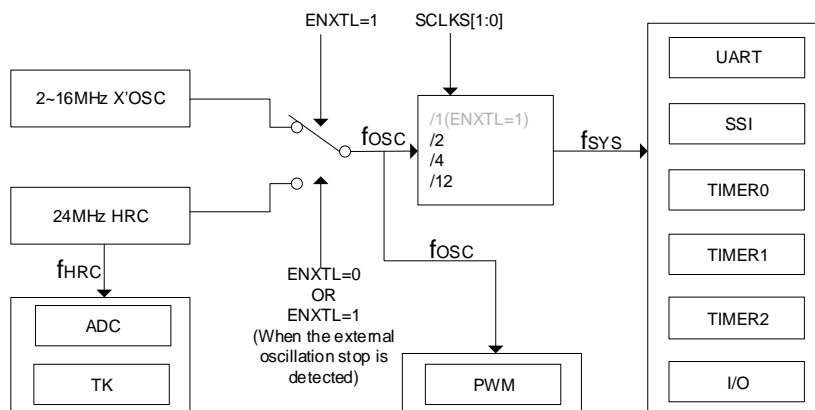 ENXTL=1
SCLKS[1:0]
2~16MHz X'OSC
24MHz HRC
fHRC
ADC
TK
fOSC
ENXTL=0
OR
ENXTL=1
(When the external
oscillation stop is
detected)
/1(ENXTL=1)
/2
/4
/12
fOSC
PWM
fSYS
UART
SSI
TIMER0
TIMER1
TIMER2
I/O